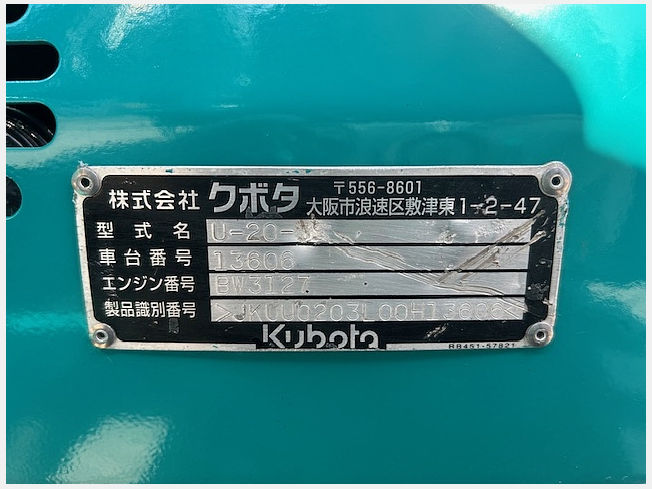 株式会社 クボタ 〒556-8601
大阪市浪速区敷津東1-2-47
型式名 U-20-
車台番号 13606
エンジン番号 BW3127
製品識別番号
Kubota
RB451-57821